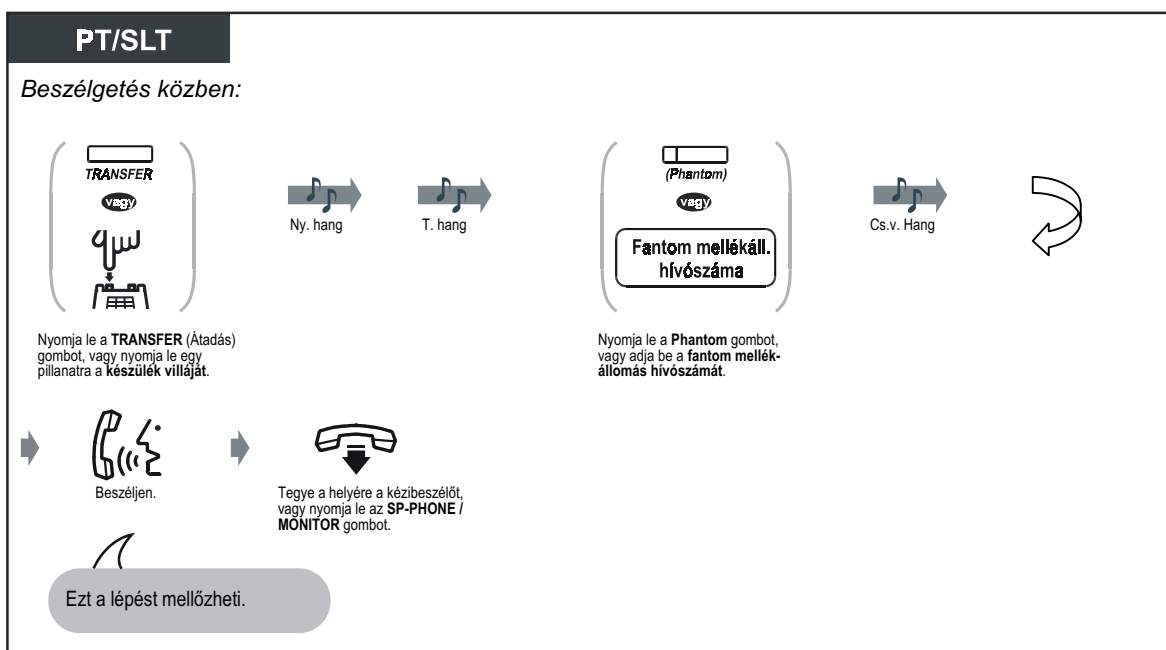 PT/SLT
Beszélgetés közben:
TRANSFER
vagy
Ny. hang
T. hang
(Phantom)
vagy
Fantom mellékáll.
hívószáma
Cs.v. Hang
Nyomja le a TRANSFER (Átadás)
gombot, vagy nyomja le egy
pillanatra a készülék villáját.
Nyomja le a Phantom gombot,
vagy adja be a fantom mellék-
állomás hívószámát.
Beszéljen.
Tegye a helyére a kézibeszélőt,
vagy nyomja le az SP-PHONE /
MONITOR gombot.
Ezt a lépést mellőzheti.